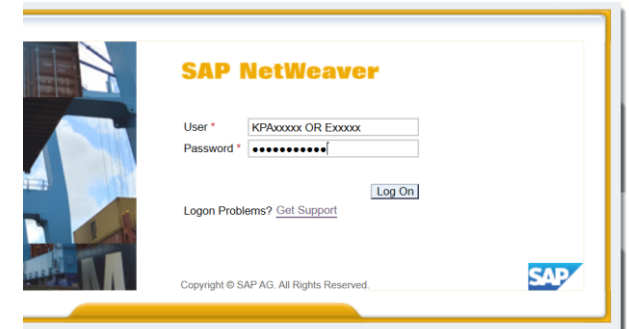 SAP NetWeaver
User * KPAxxxxx OR Exxxxx
Password * •••••••••••
Log On
Logon Problems? Get Support
Copyright © SAP AG. All Rights Reserved.
SAP